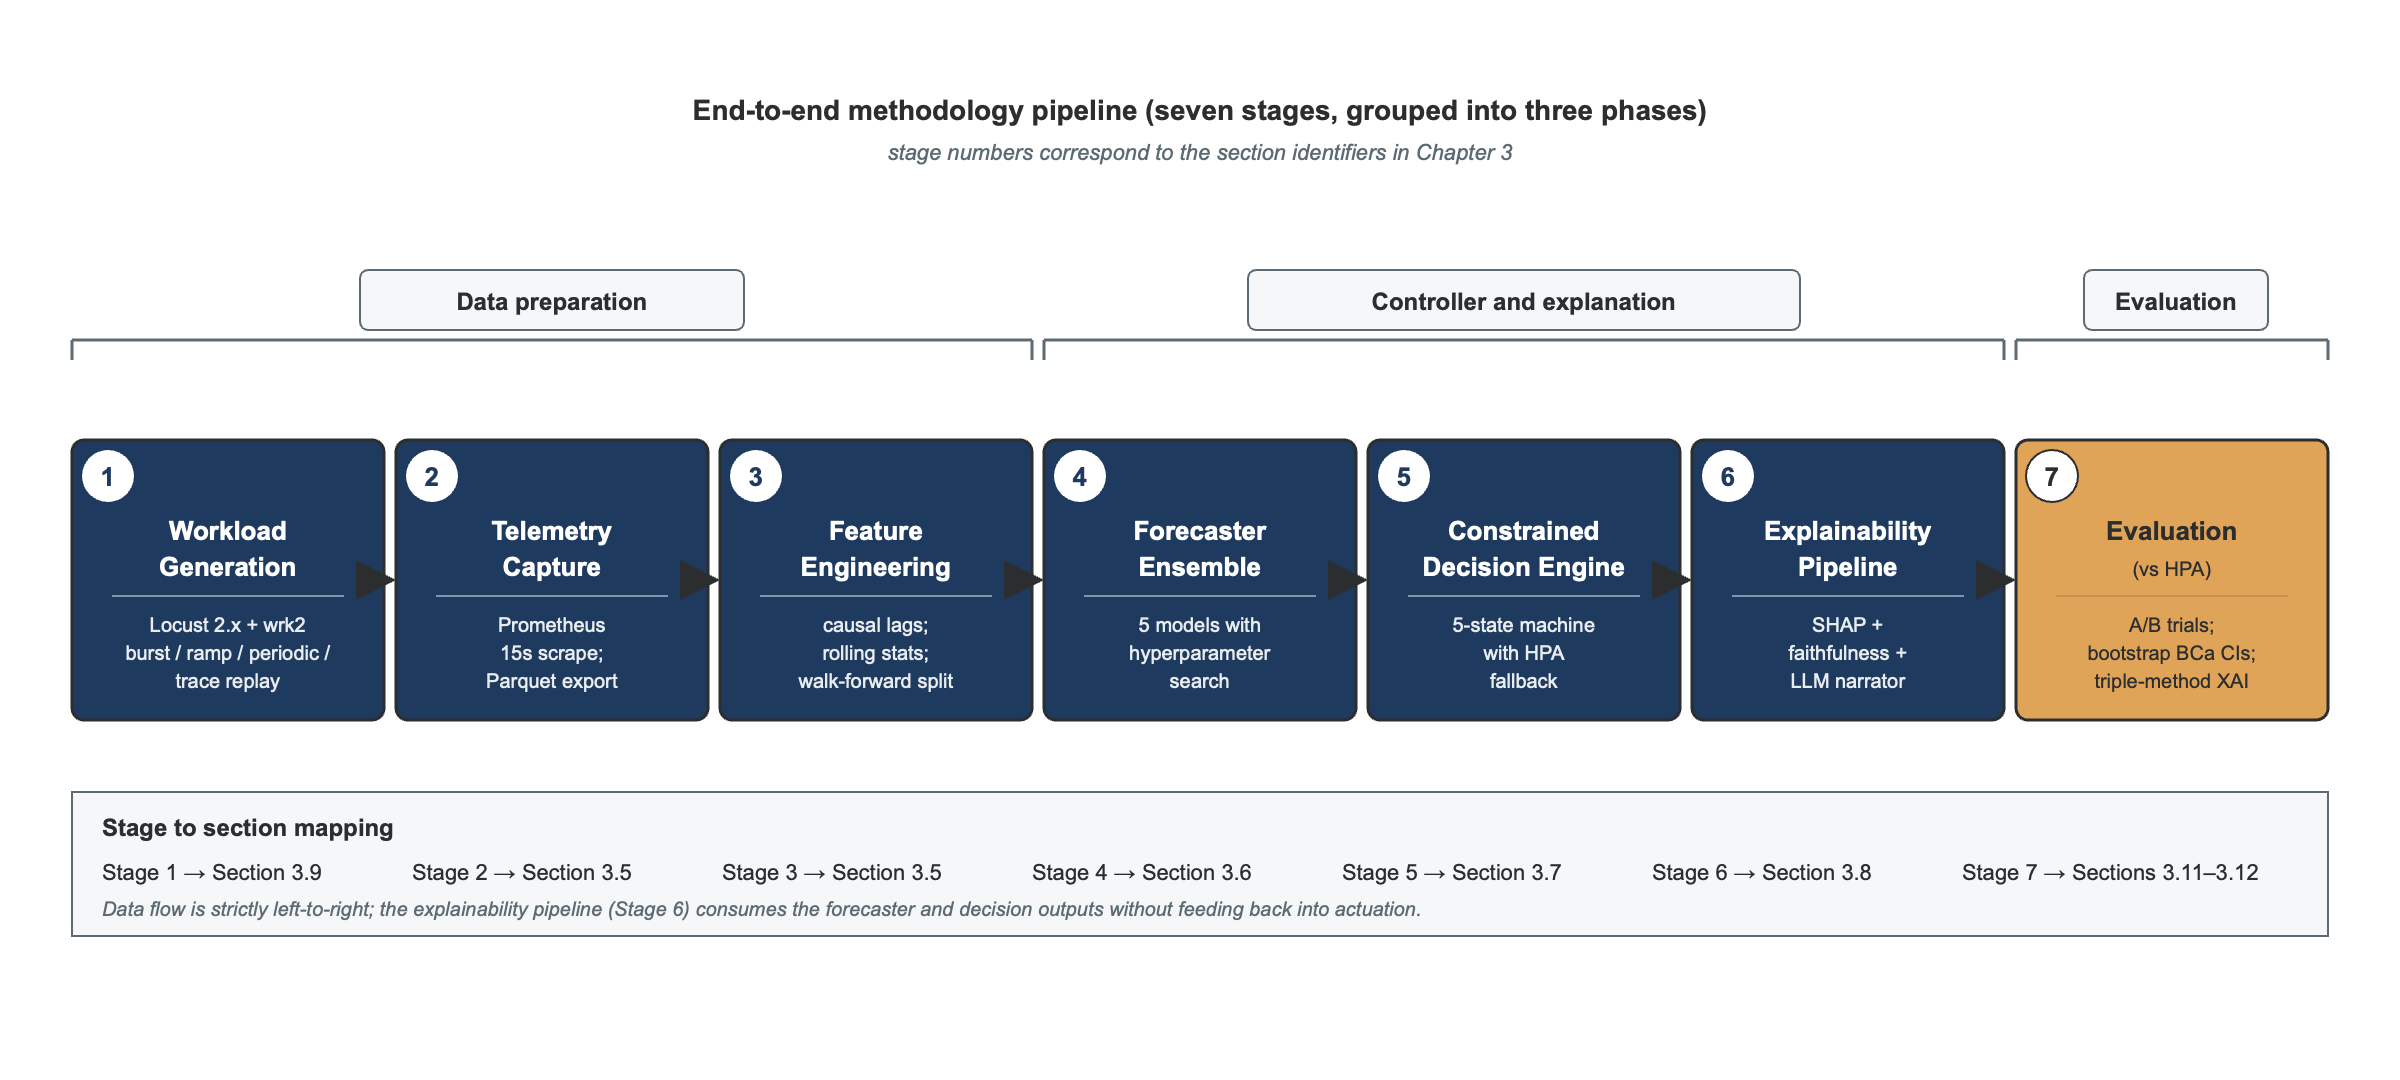 End-to-end methodology pipeline (seven stages, grouped into three phases)
stage numbers correspond to the section identifiers in Chapter 3
Data preparation
Controller and explanation
Evaluation
1
Workload
Generation
Locust 2.x + wrk2
burst / ramp / periodic /
trace replay
2
Telemetry
Capture
Prometheus
15s scrape;
Parquet export
3
Feature
Engineering
causal lags;
rolling stats;
walk-forward split
4
Forecaster
Ensemble
5 models with
hyperparameter
search
5
Constrained
Decision Engine
5-state machine
with HPA
fallback
6
Explainability
Pipeline
SHAP +
faithfulness +
LLM narrator
7
Evaluation
(vs HPA)
A/B trials;
bootstrap BCa CIs;
triple-method XAI
Stage to section mapping
Stage 1 → Section 3.9
Stage 2 → Section 3.5
Stage 3 → Section 3.5
Stage 4 → Section 3.6
Stage 5 → Section 3.7
Stage 6 → Section 3.8
Stage 7 → Sections 3.11–3.12
Data flow is strictly left-to-right; the explainability pipeline (Stage 6) consumes the forecaster and decision outputs without feeding back into actuation.